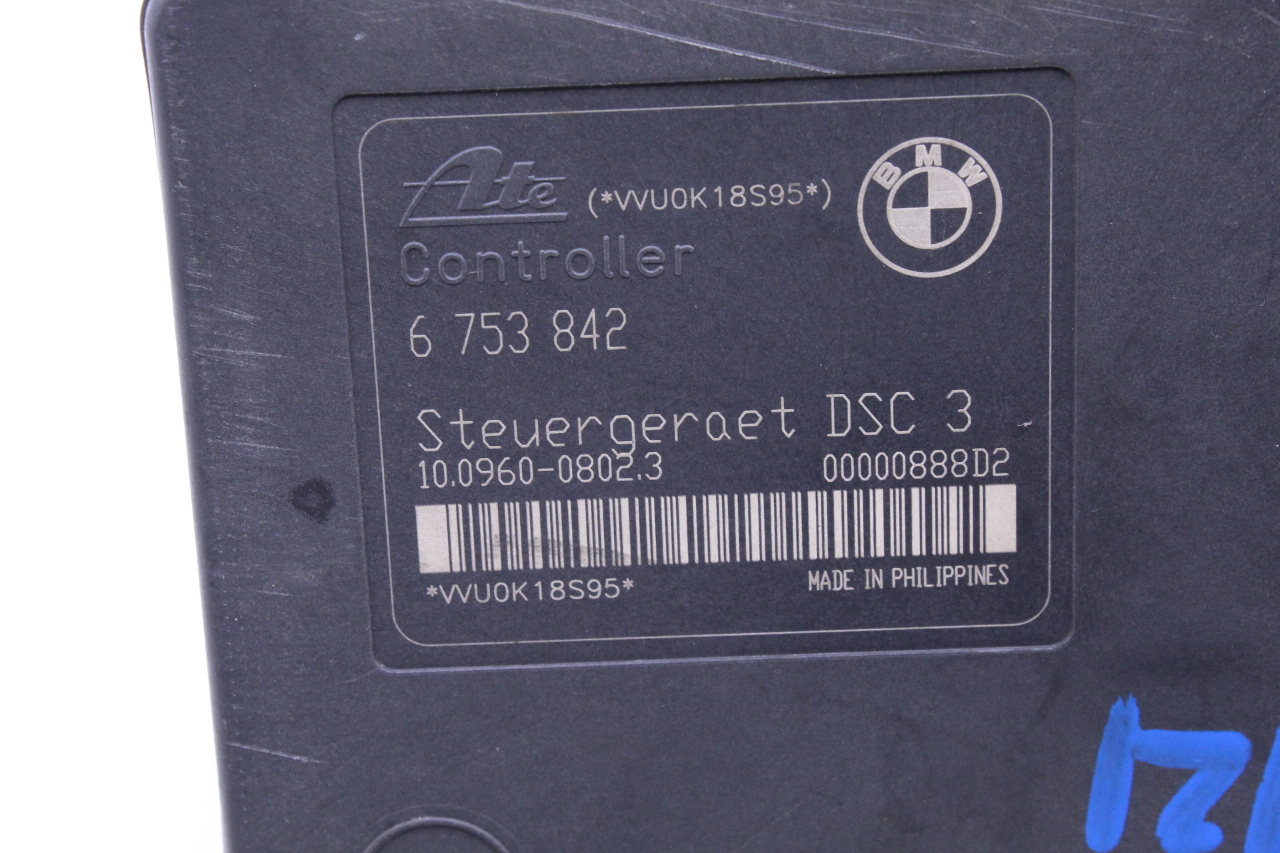 Ate (*VVU0K18S95*)
BMW
Controller
6 753 842
Steuergeraet DSC 3
10.0960-0802.3 00000888D2
*VVU0K18S95* MADE IN PHILIPPINES